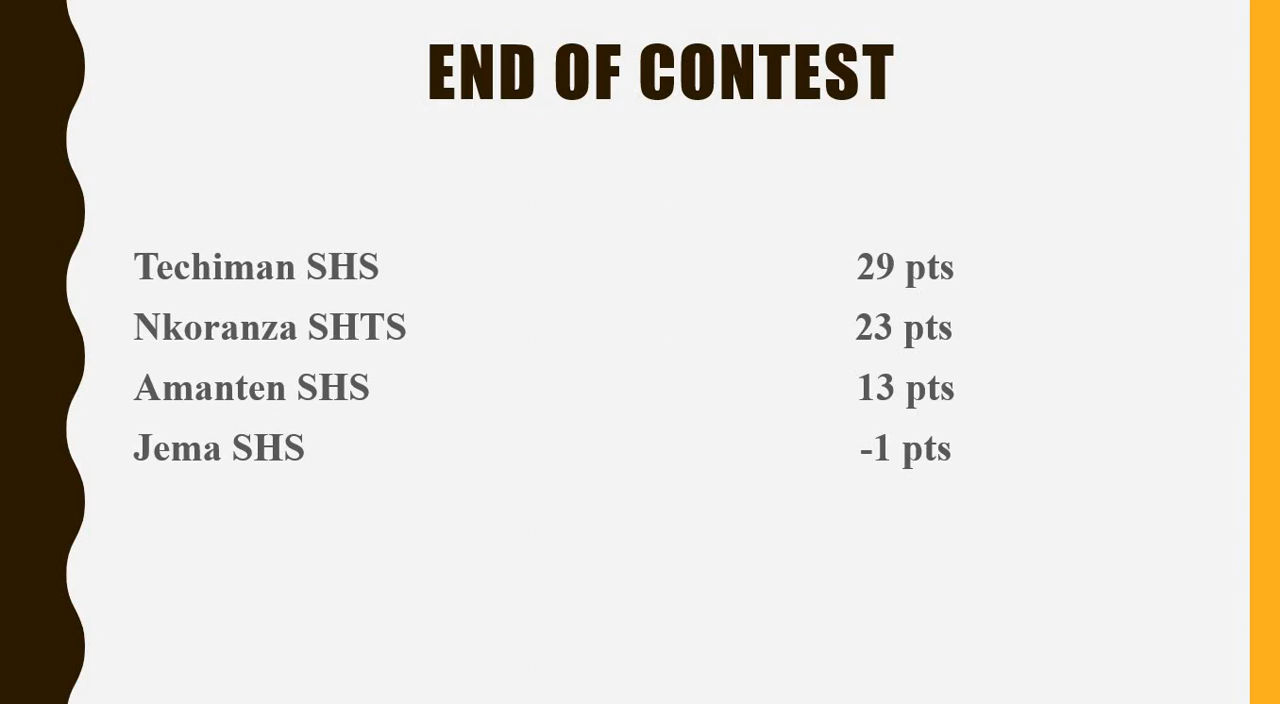 END OF CONTEST
Techiman SHS 29 pts
Nkoranza SHTS 23 pts
Amanten SHS 13 pts
Jema SHS -1 pts